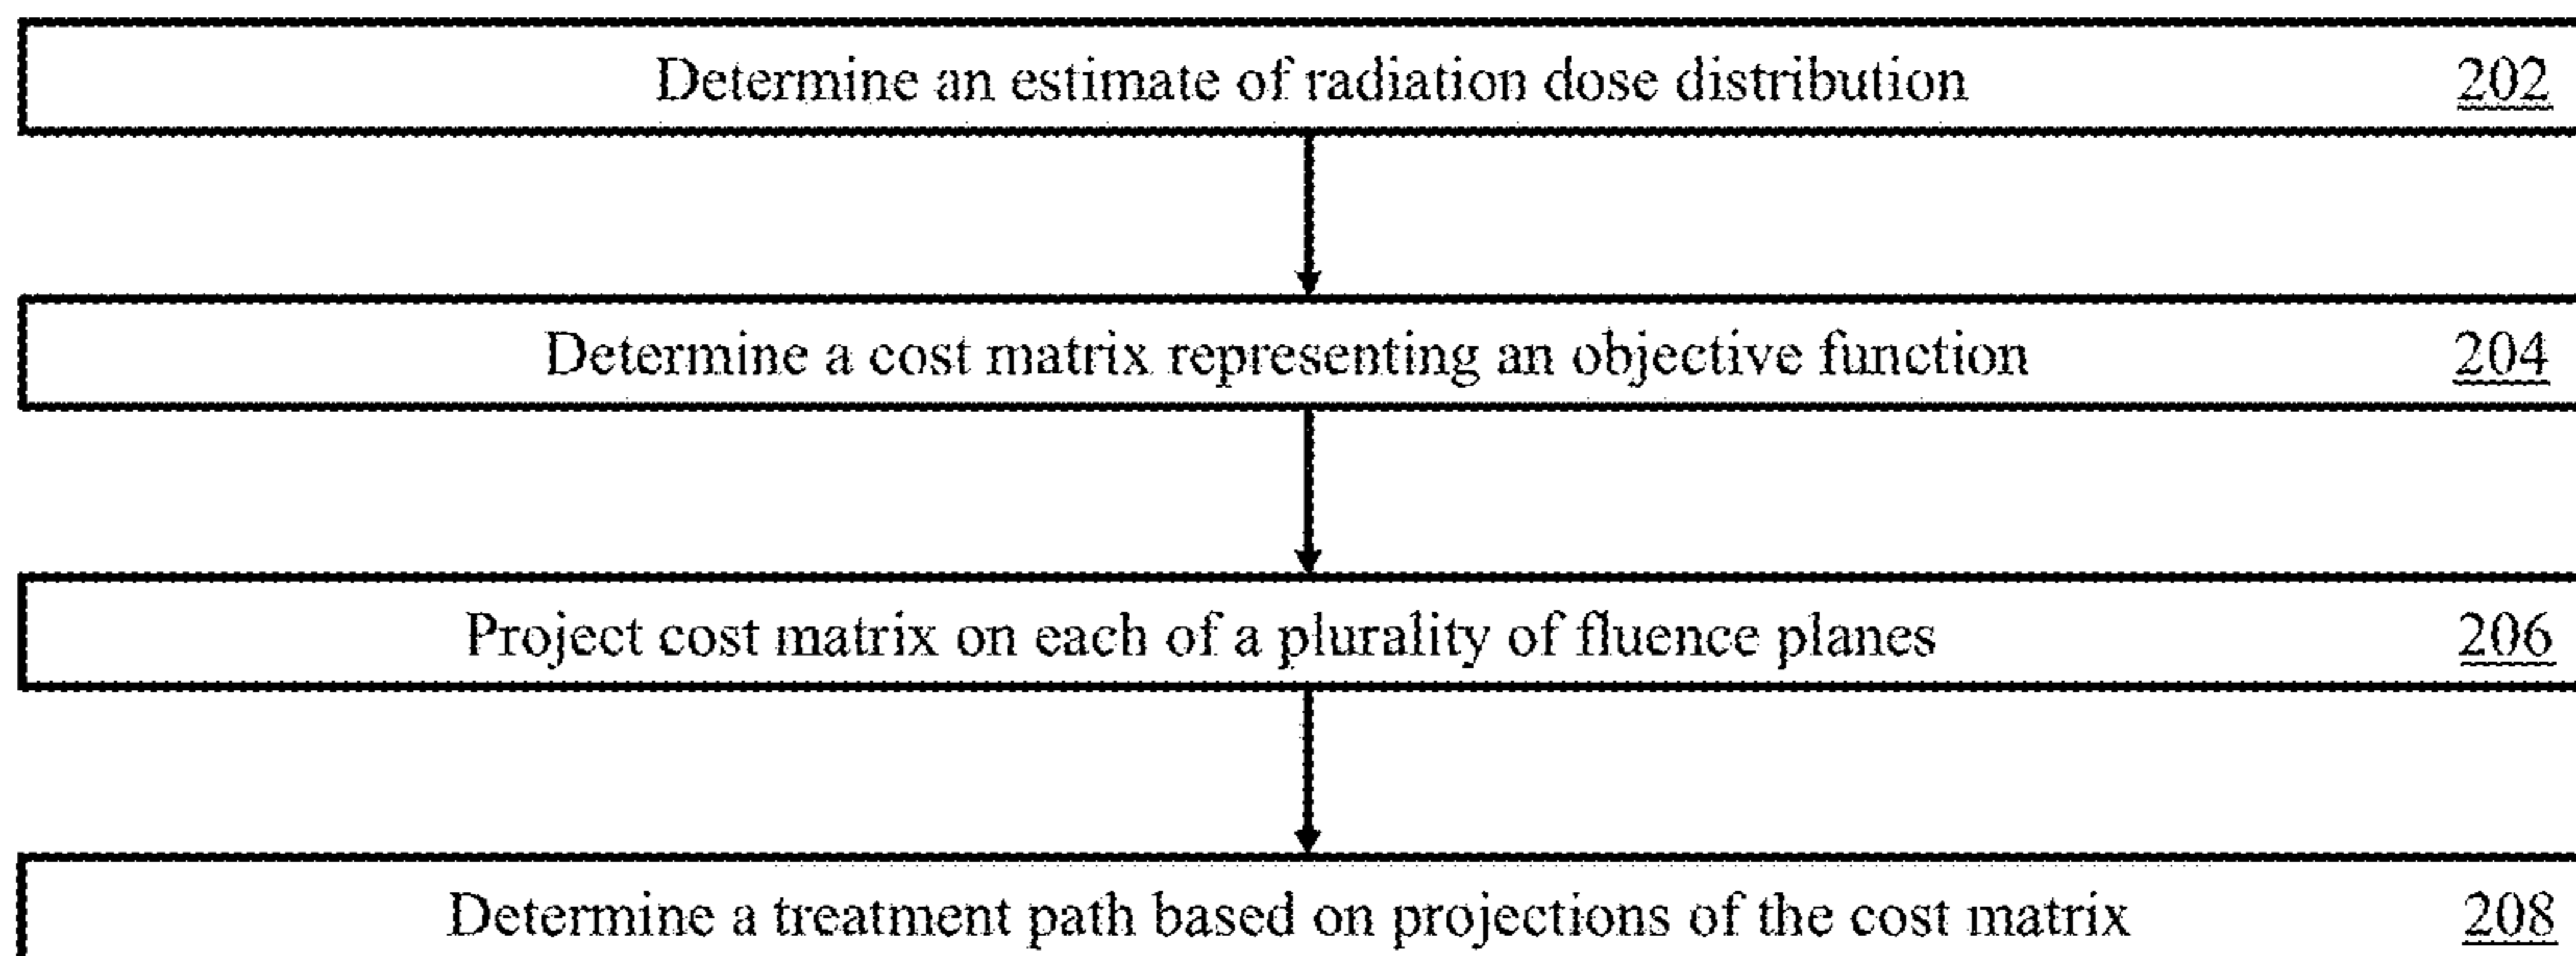 Determine an estimate of radiation dose distribution 202
Determine a cost matrix representing an objective function 204
Project cost matrix on each of a plurality of fluence planes 206
Determine a treatment path based on projections of the cost matrix 208